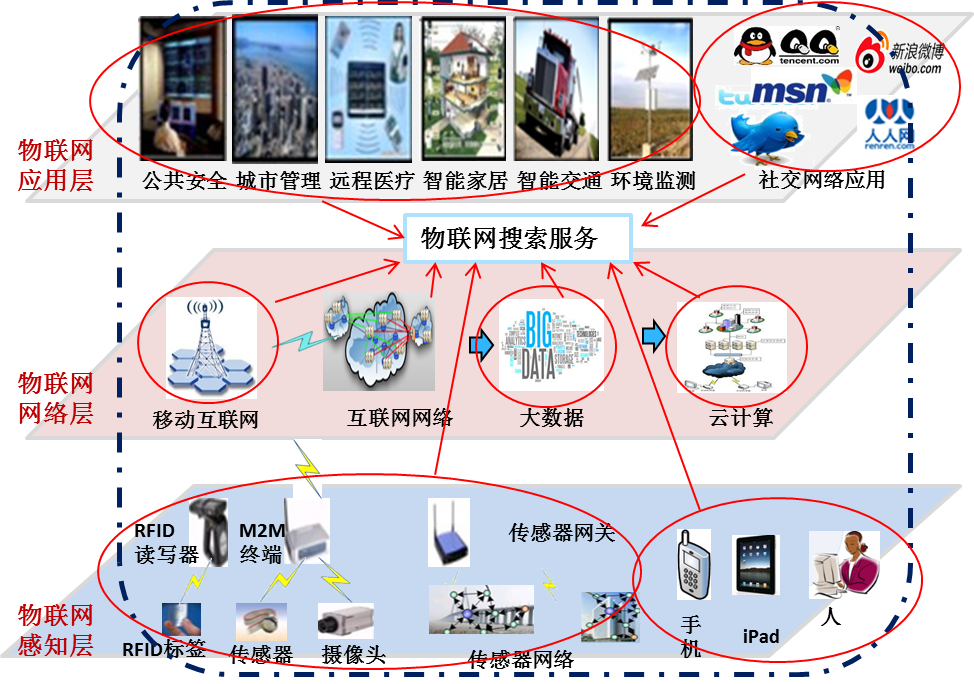 tencent.com
新浪微博
weibo.com
msn
人人网
renren.com
物联网
应用层
公共安全
城市管理
远程医疗
智能家居
智能交通
环境监测
社交网络应用
物联网搜索服务
BIG
DATA
物联网
网络层
移动互联网
互联网网络
大数据
云计算
RFID
读写器
M2M
终端
传感器网关
物联网
感知层
RFID标签
传感器
摄像头
传感器网络
手
机
iPad
人